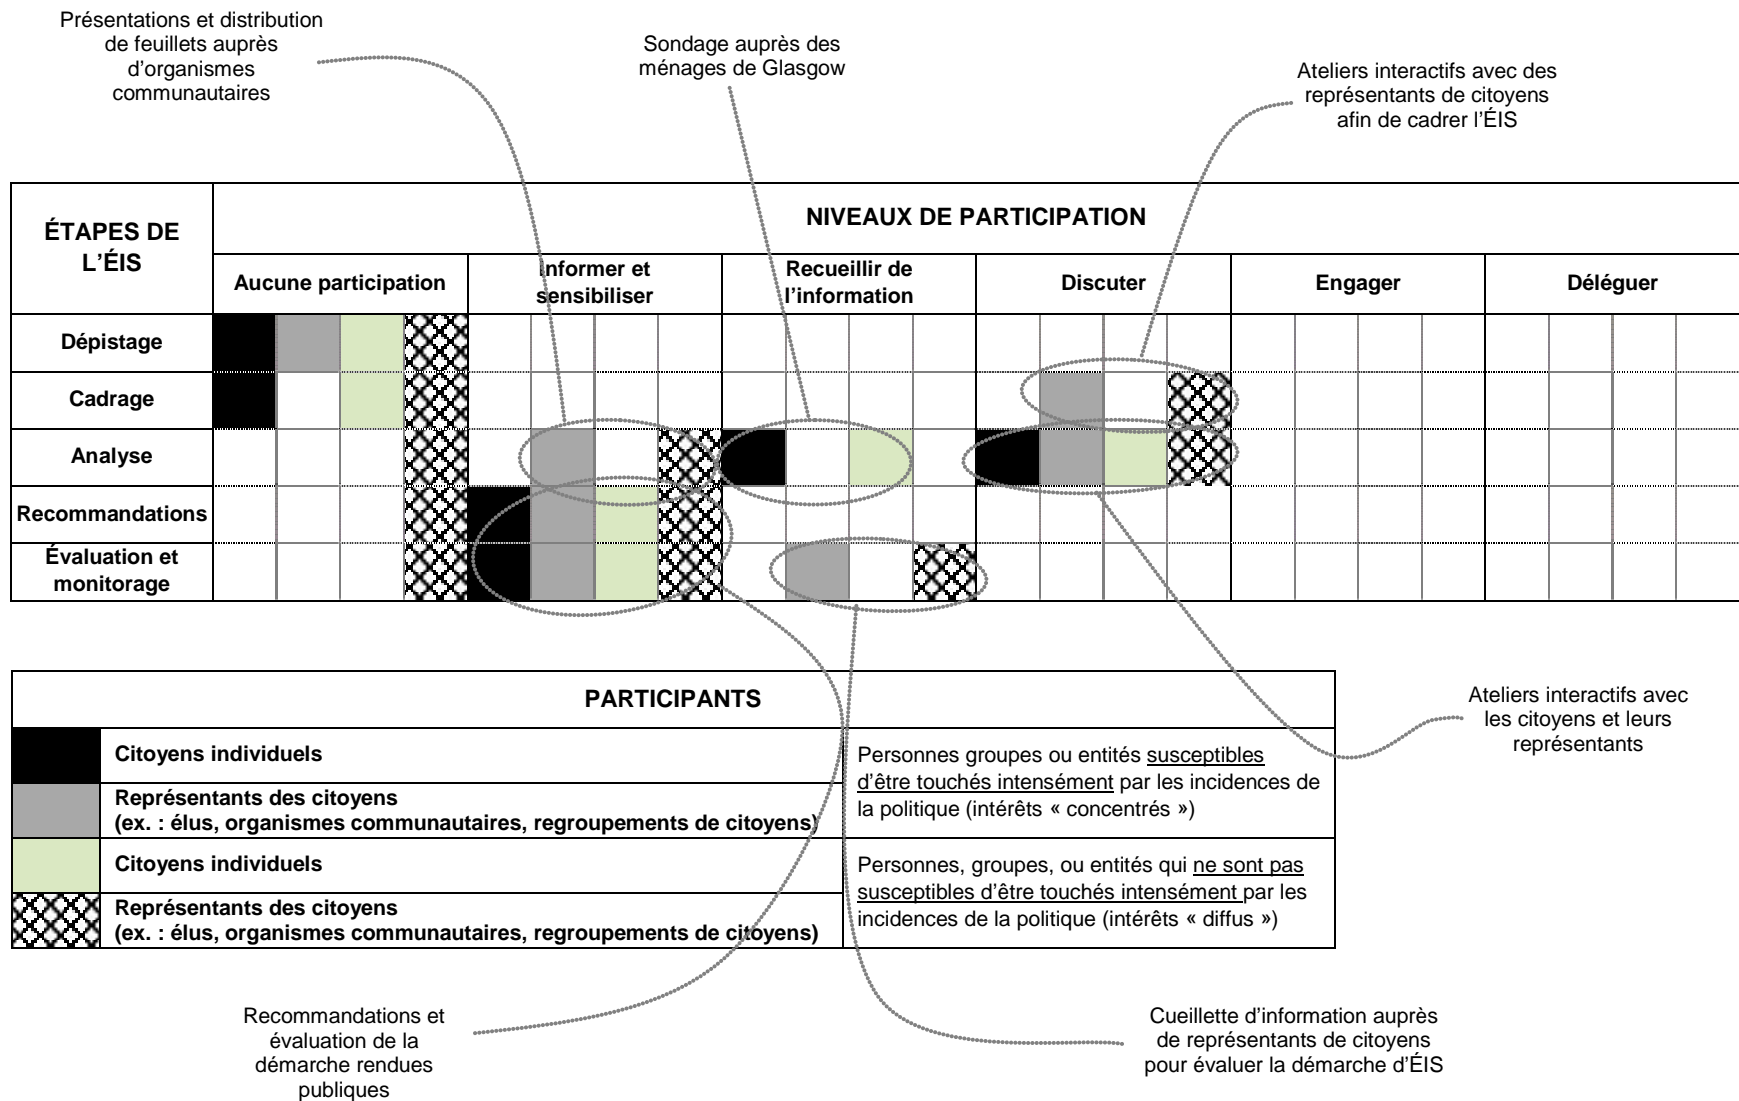 Présentations et distribution
de feuillets auprès
d'organismes
communautaires
Sondage auprès des
ménages de Glasgow
Ateliers interactifs avec des
représentants de citoyens
afin de cadrer l'ÉIS
ÉTAPES DE
L'ÉIS
NIVEAUX DE PARTICIPATION
Aucune participation
Informer et
sensibiliser
Recueillir de
l'information
Discuter
Engager
Déléguer
Dépistage
Cadrage
Analyse
Recommandations
Évaluation et
monitorage
PARTICIPANTS
Citoyens individuels
Représentants des citoyens
(ex. : élus, organismes communautaires, regroupements de citoyens)
Personnes groupes ou entités susceptibles
d'être touchés intensément par les incidences de
la politique (intérêts « concentrés »)
Citoyens individuels
Représentants des citoyens
(ex. : élus, organismes communautaires, regroupements de citoyens)
Personnes, groupes, ou entités qui ne sont pas
susceptibles d'être touchés intensément par les
incidences de la politique (intérêts « diffus »)
Ateliers interactifs avec
les citoyens et leurs
représentants
Recommandations et
évaluation de la
démarche rendues
publiques
Cueillette d'information auprès
de représentants de citoyens
pour évaluer la démarche d'ÉIS